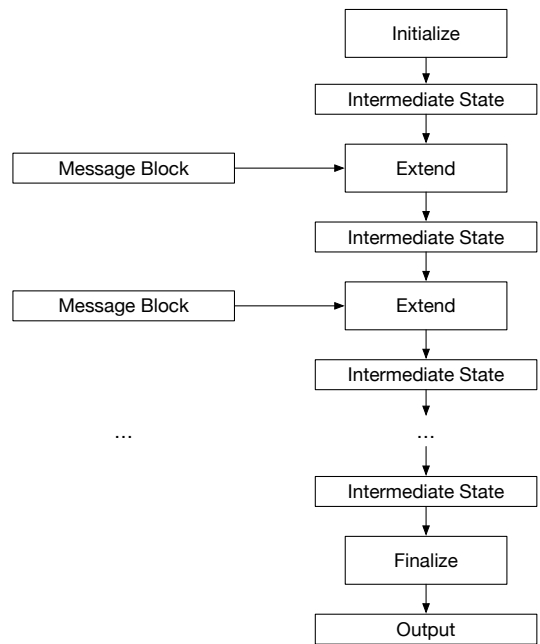 Initialize
Intermediate State
Message Block
Extend
Intermediate State
Message Block
Extend
Intermediate State
...
...
Intermediate State
Finalize
Output